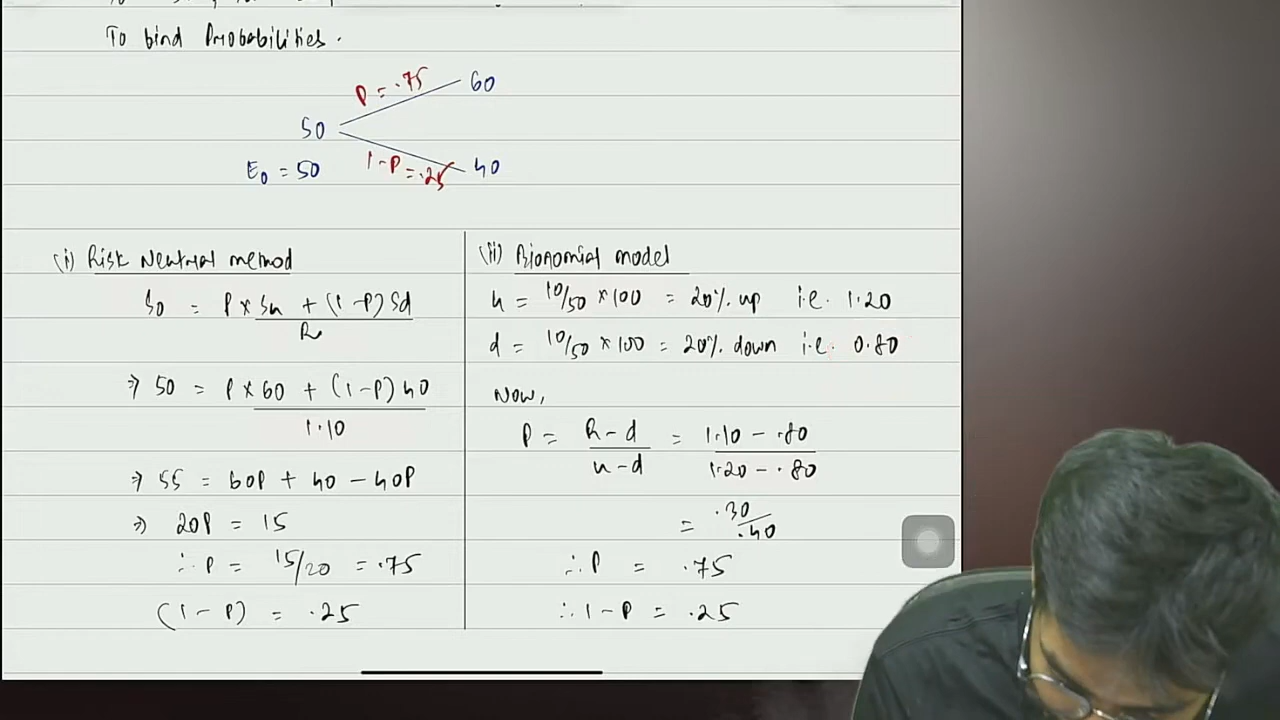 To bind Probabilities.
P = .75
60
50
E₀ = 50
1-P = .25
40
(i) Risk Neutral method
S₀ = P × Su + (1-P) Sd
R
⇒ 50 = P × 60 + (1-P) 40
1.10
⇒ 55 = 60P + 40 - 40P
⇒ 20P = 15
∴ P = 15/20 = .75
(1-P) = .25
(ii) Binomial model
u = 10/50 × 100 = 20% up i.e. 1.20
d = 10/50 × 100 = 20% down i.e. 0.80
Now,
P = R-d = 1.10 - .80
u-d 1.20 - .80
= .30/.40
∴ P = .75
∴ 1-P = .25